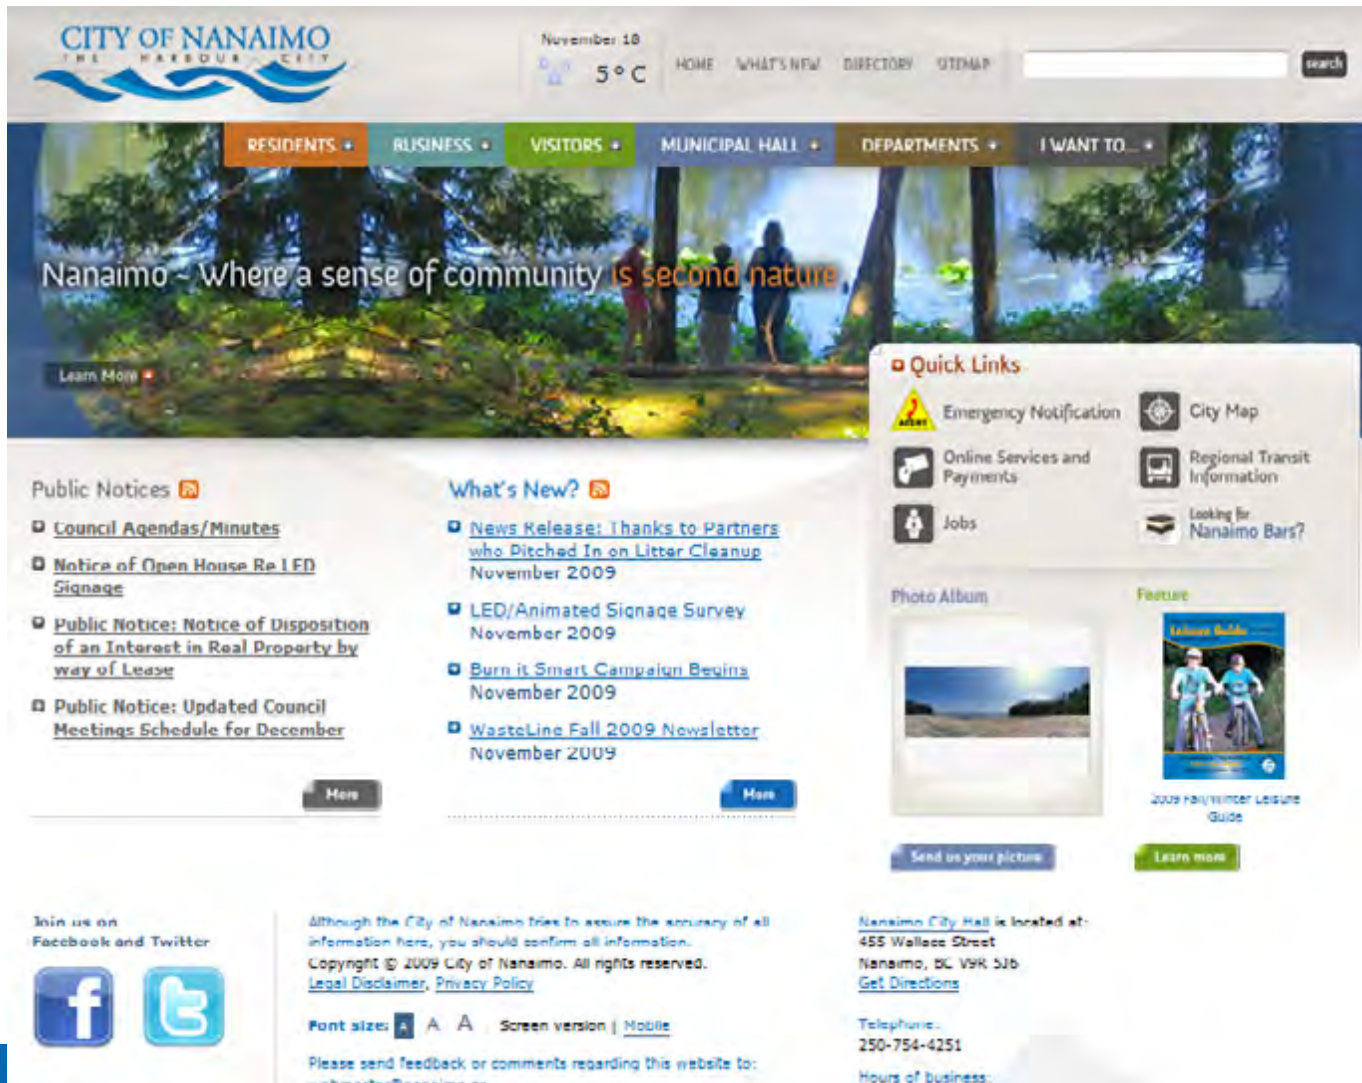 CITY OF NANAIMO
THE HARBOUR CITY
November 18
5°C
HOME WHAT'S NEW DIRECTORY SITEMAP
search
RESIDENTS BUSINESS VISITORS MUNICIPAL HALL DEPARTMENTS I WANT TO...
Nanaimo - Where a sense of community is second nature
Learn More
Quick Links
ALERT
Emergency Notification
City Map
Online Services and
Payments
Regional Transit
Information
Jobs
Looking for
Nanaimo Bars?
Public Notices
Council Agendas/Minutes
Notice of Open House Re LED
Signage
Public Notice: Notice of Disposition
of an Interest in Real Property by
way of Lease
Public Notice: Updated Council
Meetings Schedule for December
More
What's New?
News Release: Thanks to Partners
who Pitched In on Litter Cleanup
November 2009
LED/Animated Signage Survey
November 2009
Burn it Smart Campaign Begins
November 2009
WasteLine Fall 2009 Newsletter
November 2009
More
Photo Album
Send us your picture
Feature
Leisure Guide
2009 Fall/Winter Leisure
Guide
Learn more
Join us on
Facebook and Twitter
f
t
Although the City of Nanaimo tries to assure the accuracy of all
information here, you should confirm all information.
Copyright © 2009 City of Nanaimo. All rights reserved.
Legal Disclaimer, Privacy Policy
Font size: A A A Screen version | Mobile
Please send feedback or comments regarding this website to:
Nanaimo City Hall is located at:
455 Wallace Street
Nanaimo, BC V9R 5J6
Get Directions
Telephone:
250-754-4251
Hours of business: